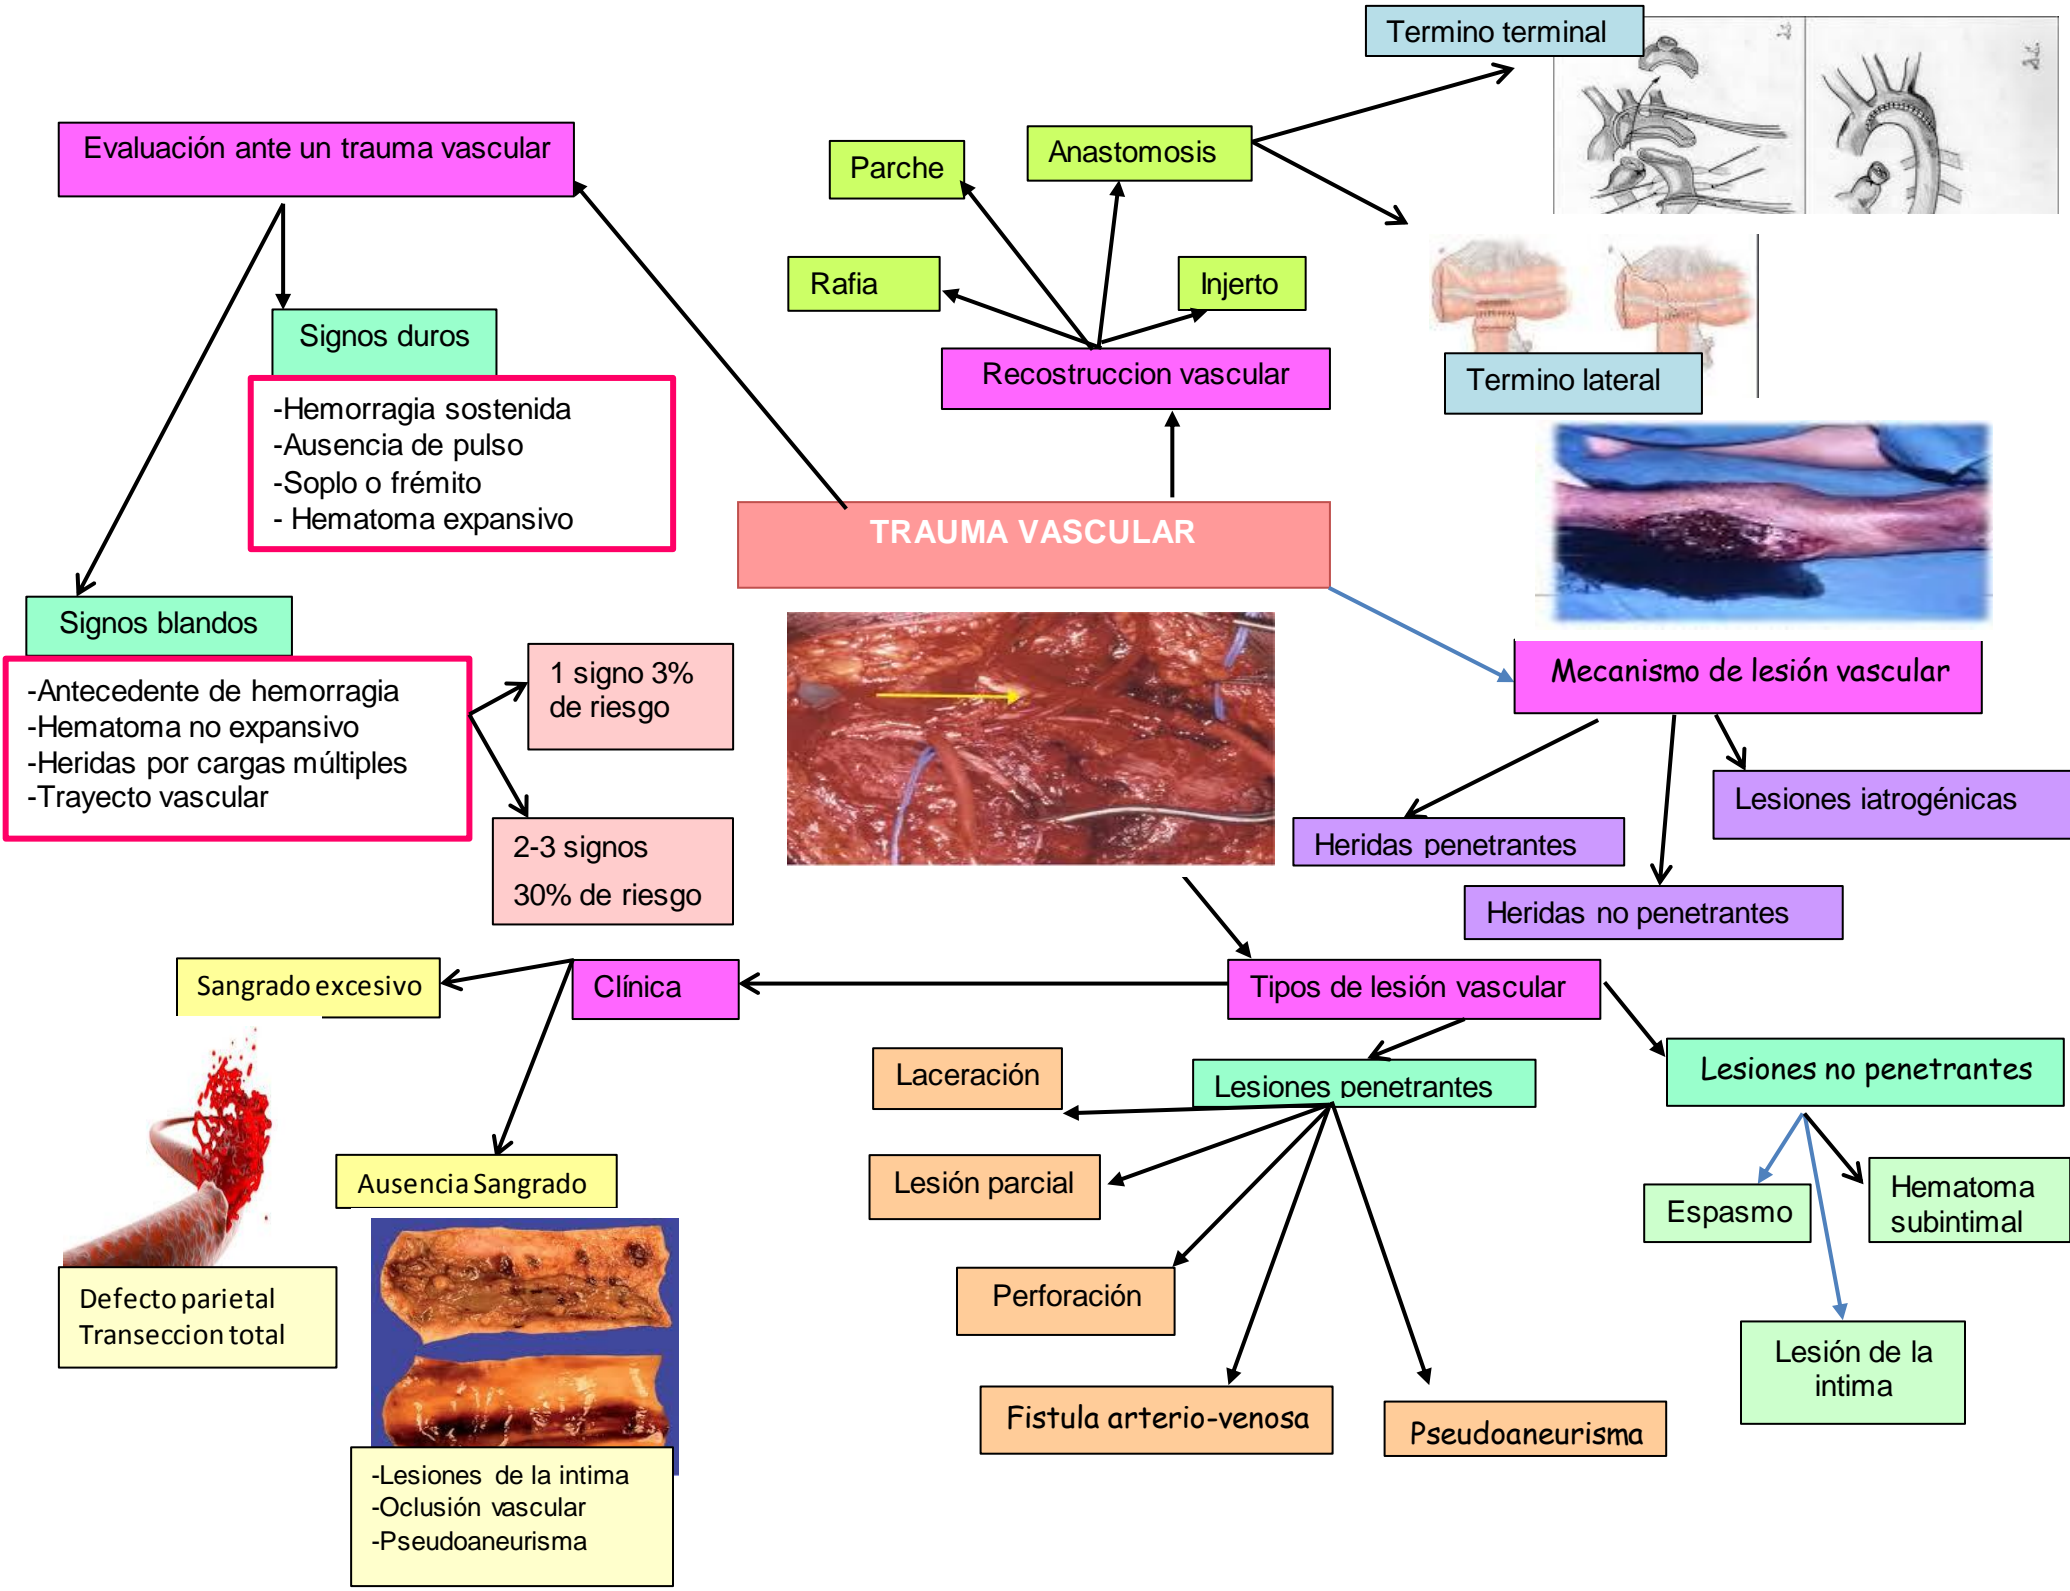 Termino terminal
Evaluación ante un trauma vascular
Anastomosis
Parche
Rafia
Injerto
Signos duros
Recostruccion vascular
Termino lateral
-Hemorragia sostenida
-Ausencia de pulso
-Soplo o frémito
- Hematoma expansivo
TRAUMA VASCULAR
Signos blandos
-Antecedente de hemorragia
-Hematoma no expansivo
-Heridas por cargas múltiples
-Trayecto vascular
1 signo 3%
de riesgo
2-3 signos
30% de riesgo
Mecanismo de lesión vascular
Lesiones iatrogénicas
Heridas penetrantes
Heridas no penetrantes
Sangrado excesivo
Clínica
Tipos de lesión vascular
Laceración
Lesiones penetrantes
Lesiones no penetrantes
Ausencia Sangrado
Lesión parcial
Espasmo
Hematoma
subintimal
Defecto parietal
Transeccion total
Perforación
Lesión de la
intima
Fistula arterio-venosa
Pseudoaneurisma
-Lesiones de la intima
-Oclusión vascular
-Pseudoaneurisma